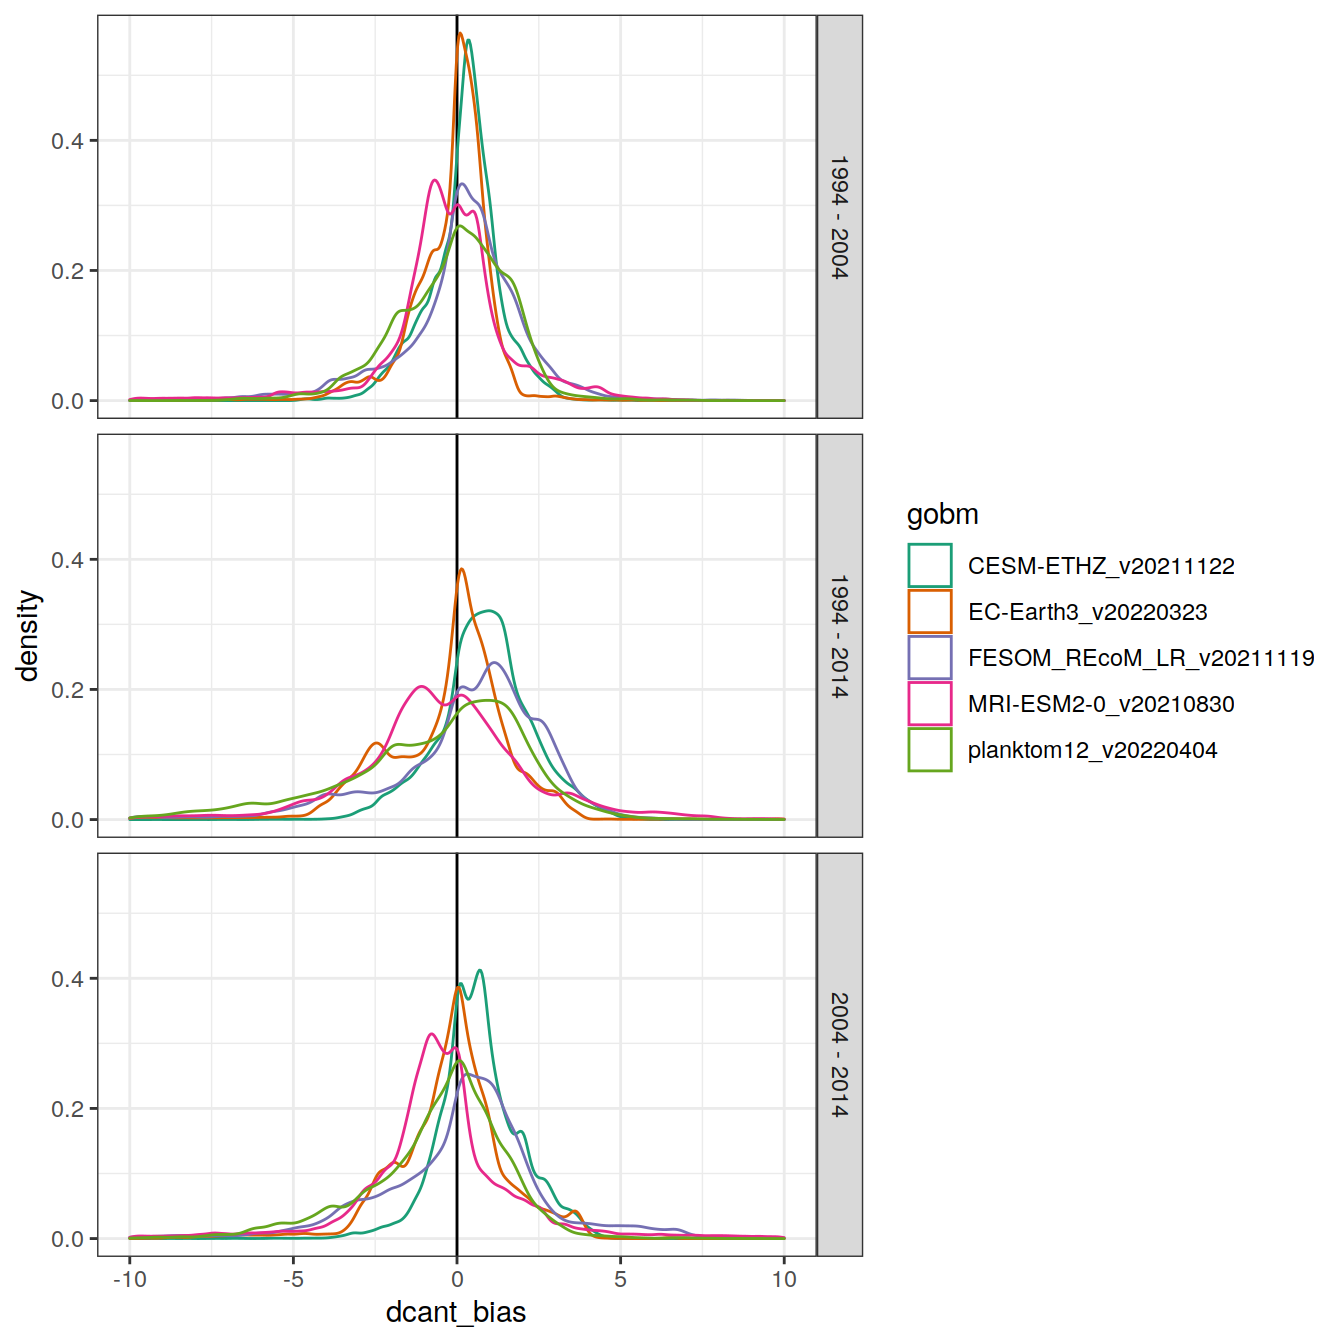 density
0.4
0.2
0.0
1994 - 2004
0.4
0.2
0.0
1994 - 2014
0.4
0.2
0.0
2004 - 2014
-10
-5
0
5
10
dcant_bias
gobm
CESM-ETHZ_v20211122
EC-Earth3_v20220323
FESOM_REcoM_LR_v20211119
MRI-ESM2-0_v20210830
planktom12_v20220404